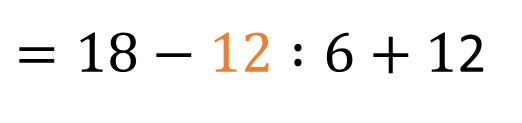 = 18 − 12 : 6 + 12